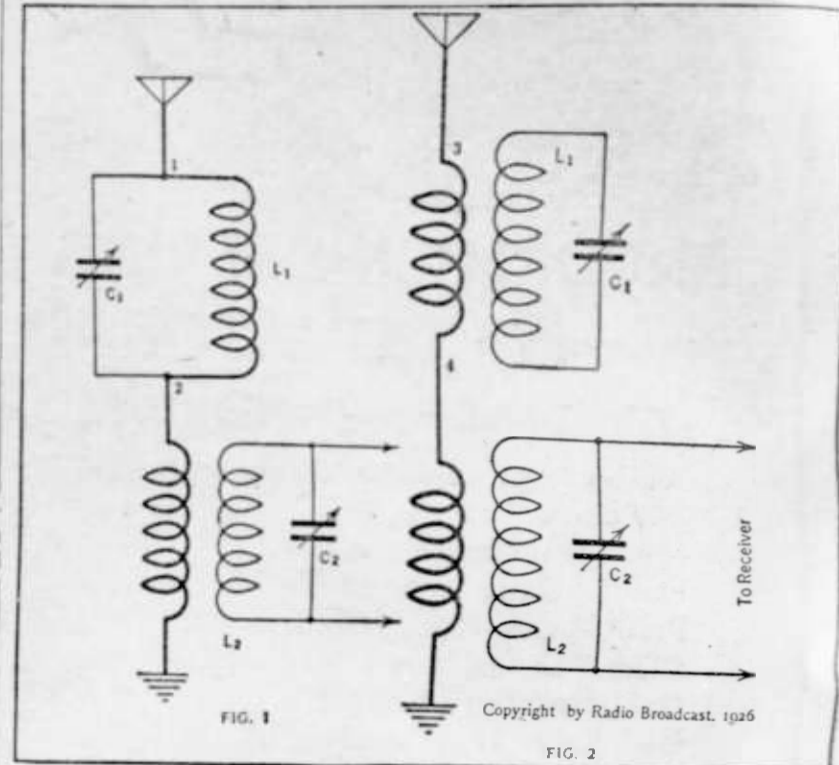 1
C1
L1
2
C2
L2
FIG. 1
3
L1
C1
4
C2
L2
To Receiver
Copyright by Radio Broadcast. 1926
FIG. 2